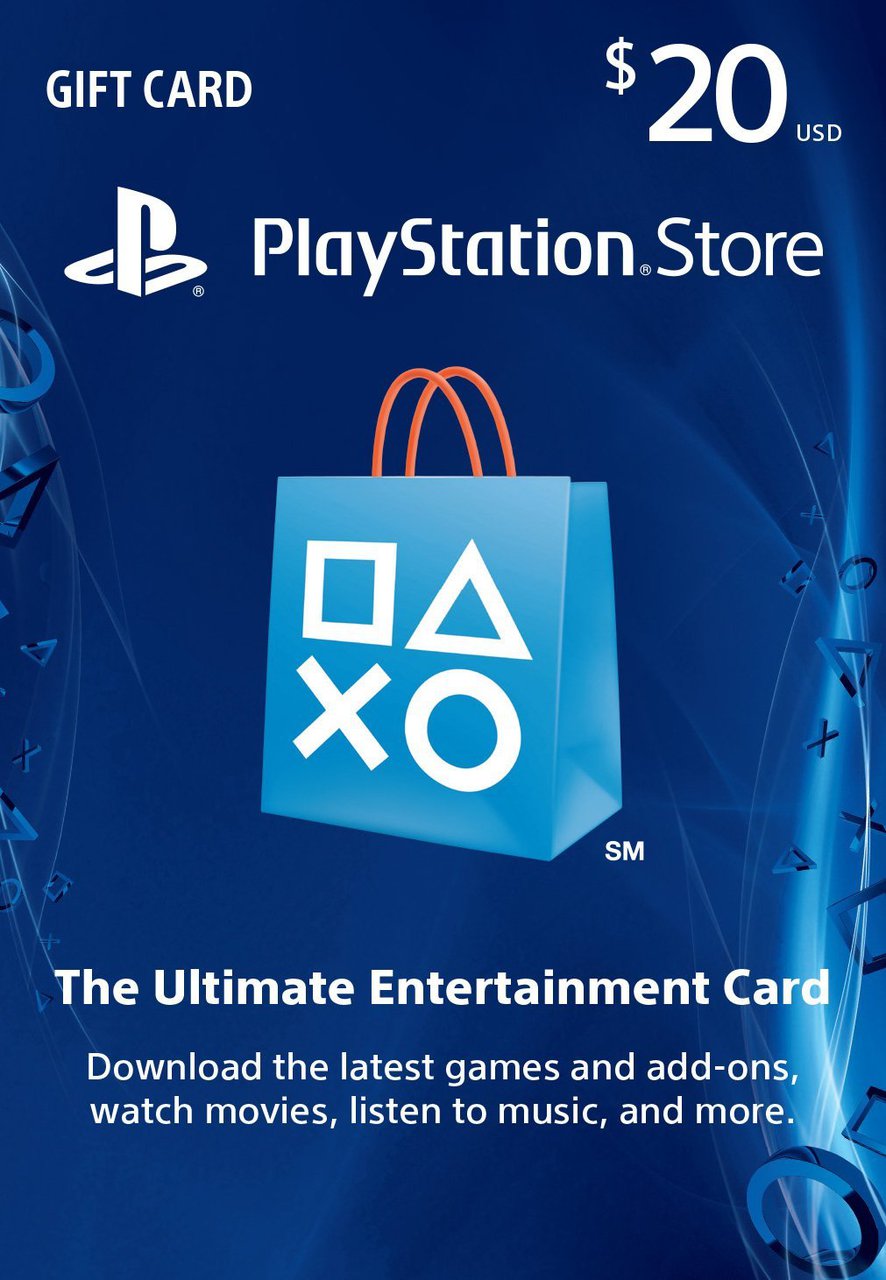 GIFT CARD
$20 USD
PlayStation®Store
®
SM
The Ultimate Entertainment Card
Download the latest games and add-ons,
watch movies, listen to music, and more.